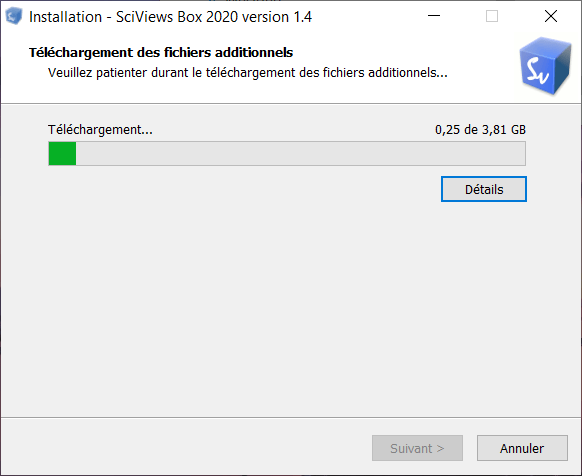 Installation - SciViews Box 2020 version 1.4
Téléchargement des fichiers additionnels
Veuillez patienter durant le téléchargement des fichiers additionnels...
Sv
Téléchargement...
0,25 de 3,81 GB
Détails
Suivant >
Annuler